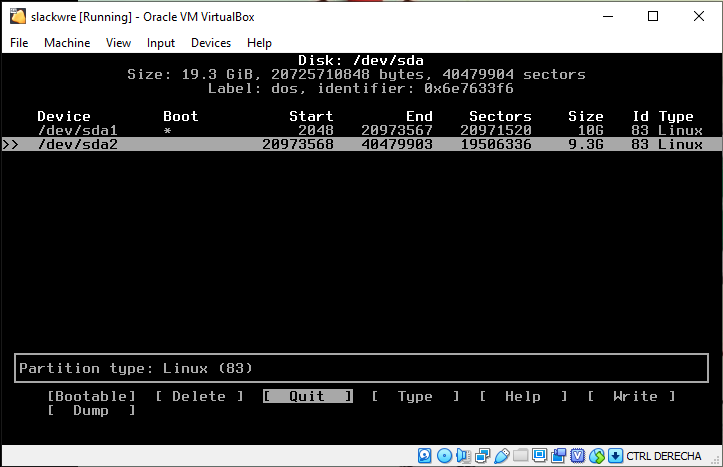 slackwre [Running] - Oracle VM VirtualBox
File Machine View Input Devices Help
Disk: /dev/sda
Size: 19.3 GiB, 20725710848 bytes, 40479904 sectors
Label: dos, identifier: 0x6e7633f6
Device Boot Start End Sectors Size Id Type
/dev/sda1 * 2048 20973567 20971520 10G 83 Linux
>> /dev/sda2 20973568 40479903 19506336 9.3G 83 Linux
Partition type: Linux (83)
[Bootable] [ Delete ] [ Quit ] [ Type ] [ Help ] [ Write ]
[ Dump ]
CTRL DERECHA